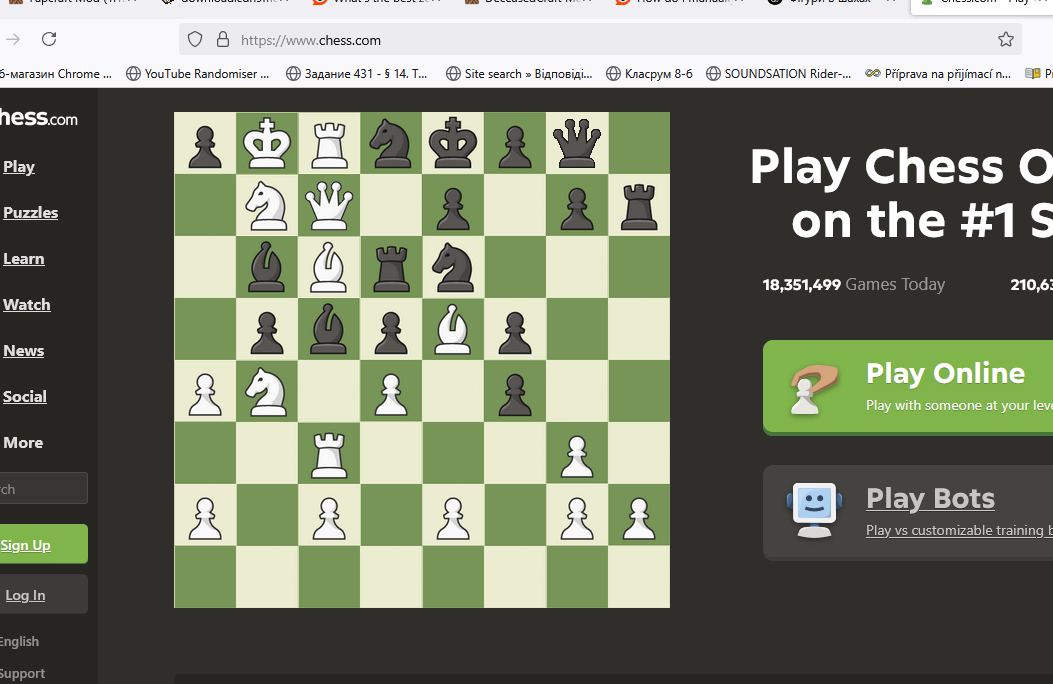 https://www.chess.com
б-магазин Chrome ...
YouTube Randomiser ...
Задание 431 - § 14. Т...
Site search » Відповіді...
Класрум 8-б
SOUNDSATION Rider-...
Příprava na přijímací n...
hess.com
Play
Puzzles
Learn
Watch
News
Social
More
rch
Sign Up
Log In
English
Support
Play Chess O
on the #1 S
18,351,499 Games Today
210,63
Play Online
Play with someone at your leve
Play Bots
Play vs customizable training b